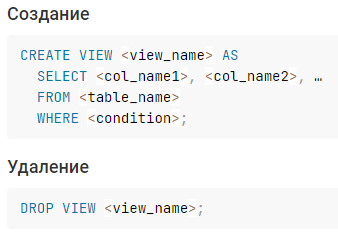 Создание
CREATE VIEW <view_name> AS
SELECT <col_name1>, <col_name2>, …
FROM <table_name>
WHERE <condition>;
Удаление
DROP VIEW <view_name>;